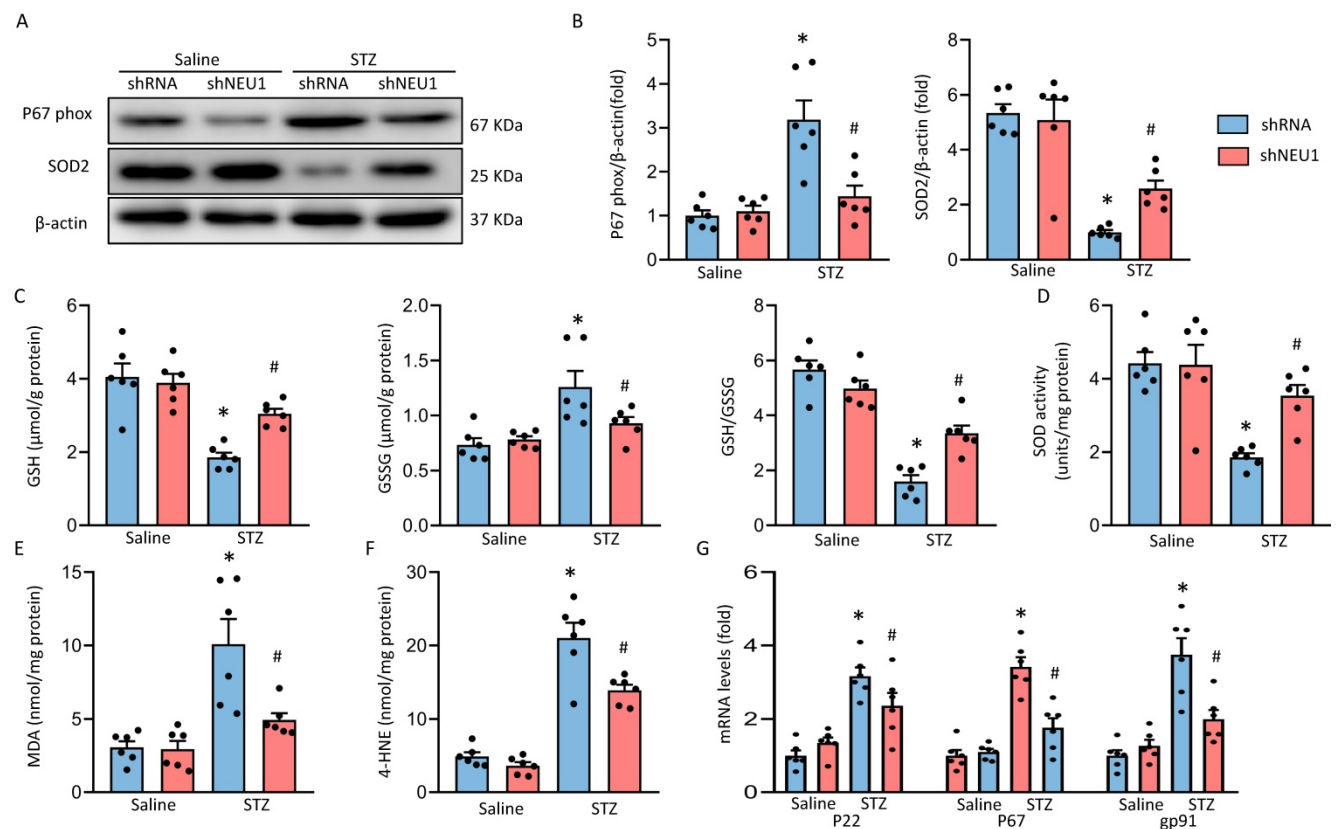 A
Saline
STZ
shRNA
shNEU1
shRNA
shNEU1
P67 phox
67 KDa
SOD2
25 KDa
β-actin
37 KDa
B
P67 phox/β-actin(fold)
5
4
3
2
1
0
*
#
Saline
STZ
SOD2/β-actin (fold)
8
6
4
2
0
*
#
Saline
STZ
shRNA
shNEU1
C
GSH (μmol/g protein)
6
4
2
0
*
#
Saline
STZ
GSSG (μmol/g protein)
2.0
1.5
1.0
0.5
0.0
*
#
Saline
STZ
GSH/GSSG
8
6
4
2
0
*
#
Saline
STZ
D
SOD activity
(units/mg protein)
6
4
2
0
*
#
Saline
STZ
E
MDA (nmol/mg protein)
15
10
5
0
*
#
Saline
STZ
F
4-HNE (nmol/mg protein)
30
20
10
0
*
#
Saline
STZ
G
mRNA levels (fold)
6
4
2
0
*
#
*
#
*
#
Saline
STZ
Saline
STZ
Saline
STZ
P22
P67
gp91